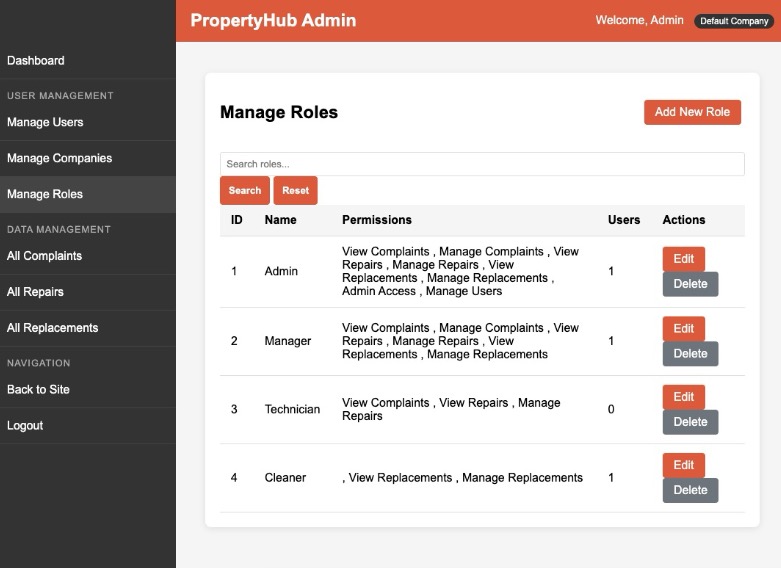 PropertyHub Admin
Welcome, Admin
Default Company
Dashboard
USER MANAGEMENT
Manage Users
Manage Companies
Manage Roles
DATA MANAGEMENT
All Complaints
All Repairs
All Replacements
NAVIGATION
Back to Site
Logout
Manage Roles
Add New Role
Search roles...
Search Reset
ID Name Permissions Users Actions
1 Admin View Complaints , Manage Complaints , View
Repairs , Manage Repairs , View
Replacements , Manage Replacements ,
Admin Access , Manage Users
1
Edit
Delete
2 Manager View Complaints , Manage Complaints , View
Repairs , Manage Repairs , View
Replacements , Manage Replacements
1
Edit
Delete
3 Technician View Complaints , View Repairs , Manage
Repairs
0
Edit
Delete
4 Cleaner , View Replacements , Manage Replacements
1
Edit
Delete